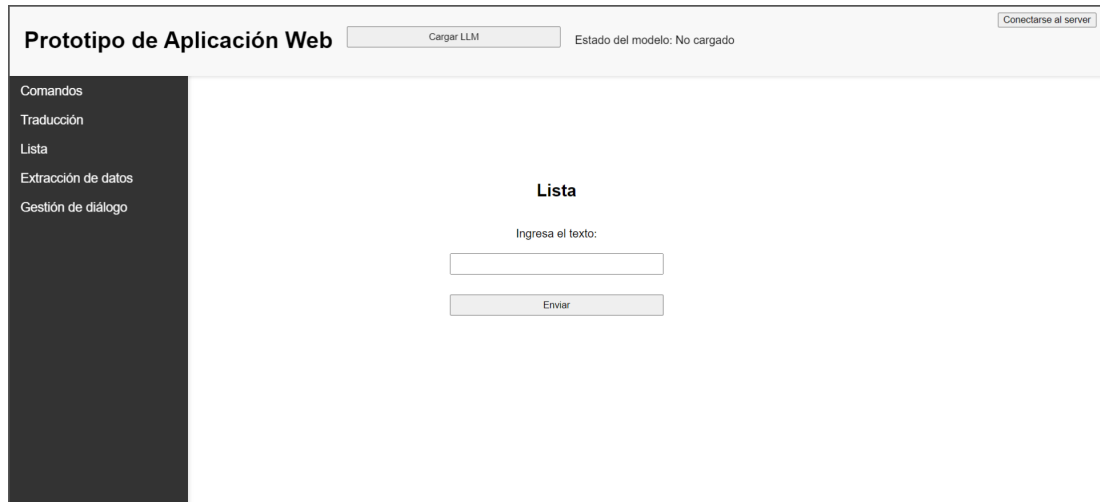 Prototipo de Aplicación Web
Cargar LLM
Estado del modelo: No cargado
Conectarse al server
Comandos
Traducción
Lista
Extracción de datos
Gestión de diálogo
Lista
Ingresa el texto:
Enviar